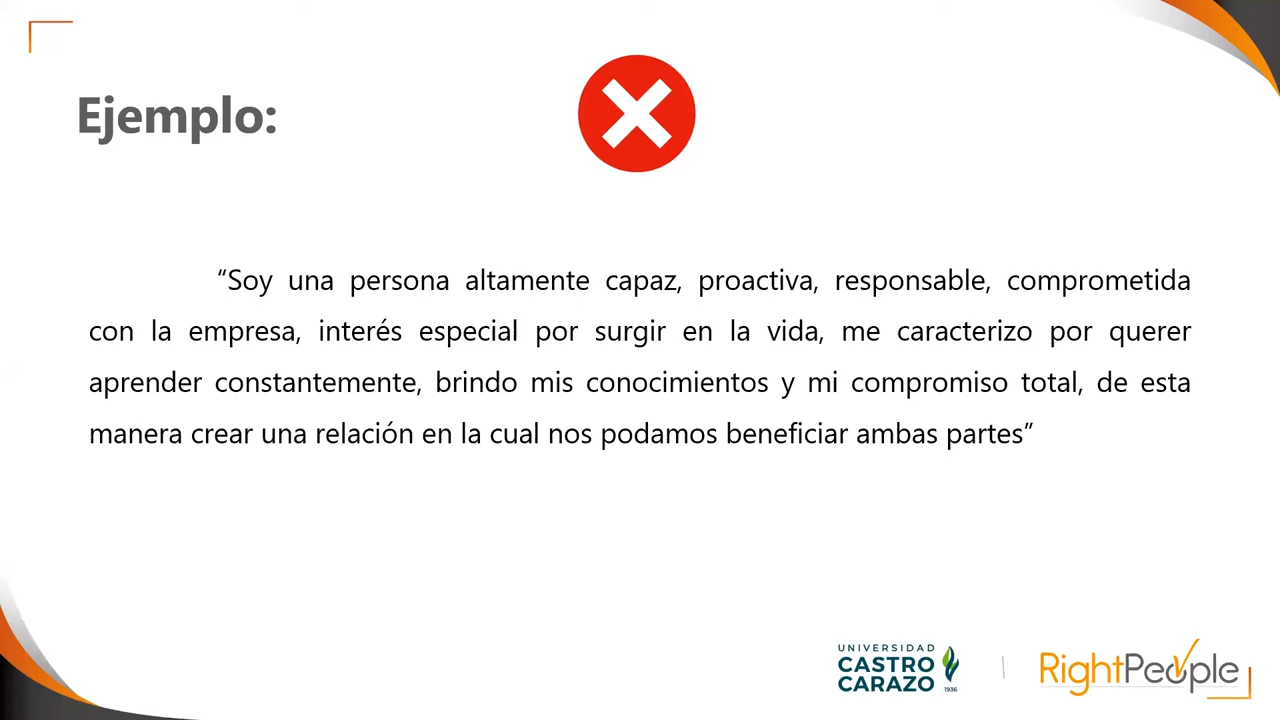 Ejemplo:
“Soy una persona altamente capaz, proactiva, responsable, comprometida
con la empresa, interés especial por surgir en la vida, me caracterizo por querer
aprender constantemente, brindo mis conocimientos y mi compromiso total, de esta
manera crear una relación en la cual nos podamos beneficiar ambas partes”
UNIVERSIDAD
CASTRO
CARAZO
1936
RightPeople